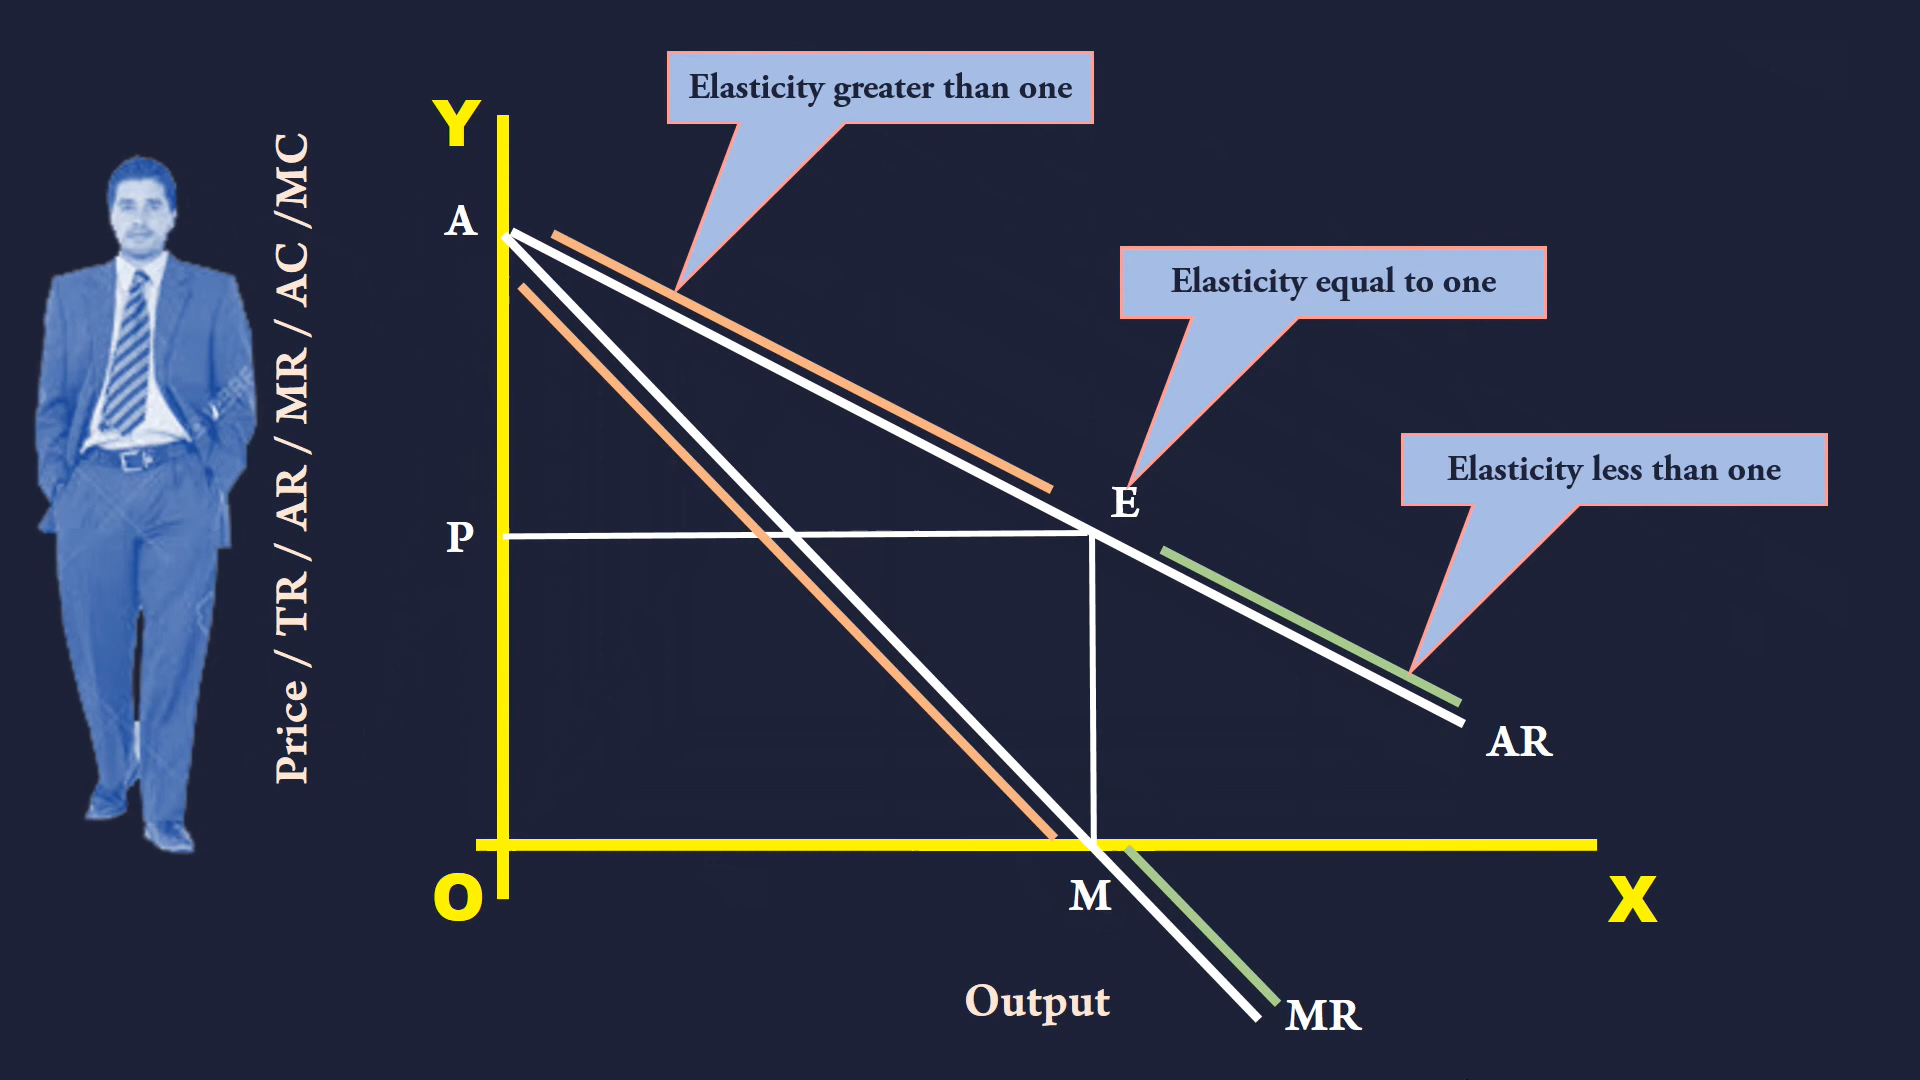 Elasticity greater than one
Y
Price / TR / AR / MR / AC /MC
A
Elasticity equal to one
Elasticity less than one
E
P
AR
O
M
X
Output
MR